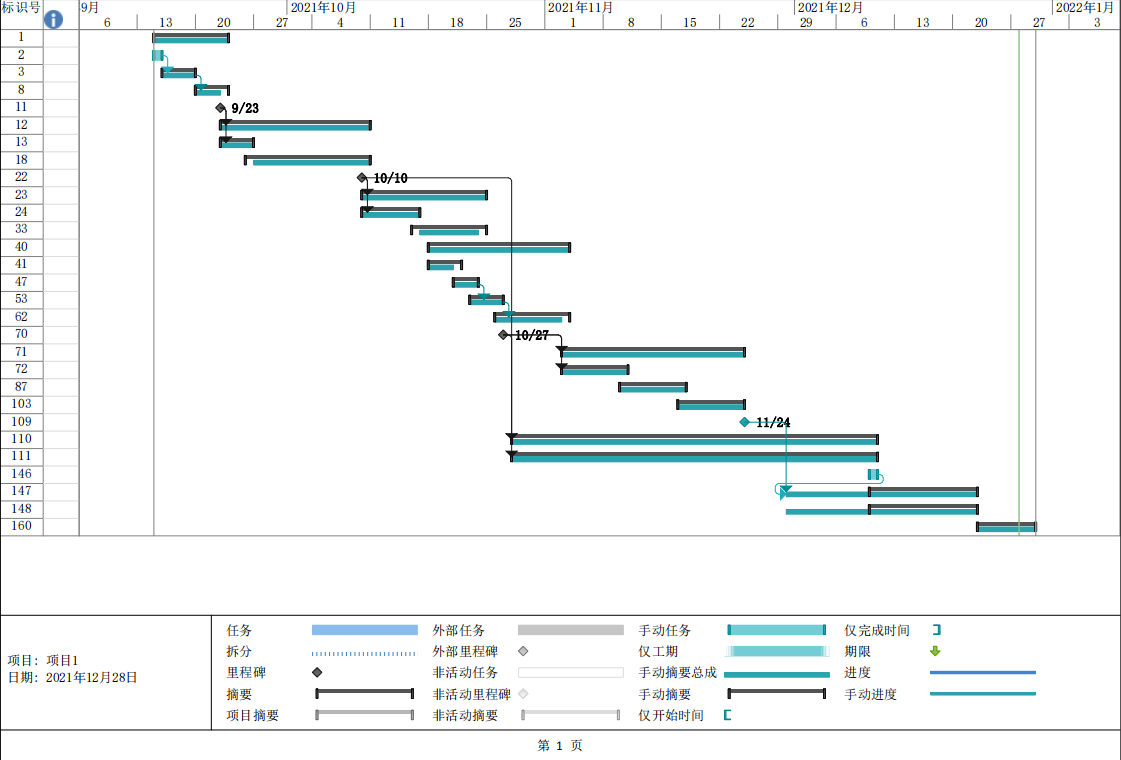 标识号
9月 2021年10月 2021年11月 2021年12月 2022年1月
6 13 20 27 4 11 18 25 1 8 15 22 29 6 13 20 27 3
1
2
3
8
11 9/23
12
13
18
22 10/10
23
24
33
40
41
47
53
62
70 10/27
71
72
87
103
109 11/24
110
111
146
147
148
160
项目：项目1
日期：2021年12月28日
任务 外部任务 手动任务 仅完成时间
拆分 外部里程碑 仅工期 期限
里程碑 非活动任务 手动摘要总成 进度
摘要 非活动里程碑 手动摘要 手动进度
项目摘要 非活动摘要 仅开始时间
第 1 页